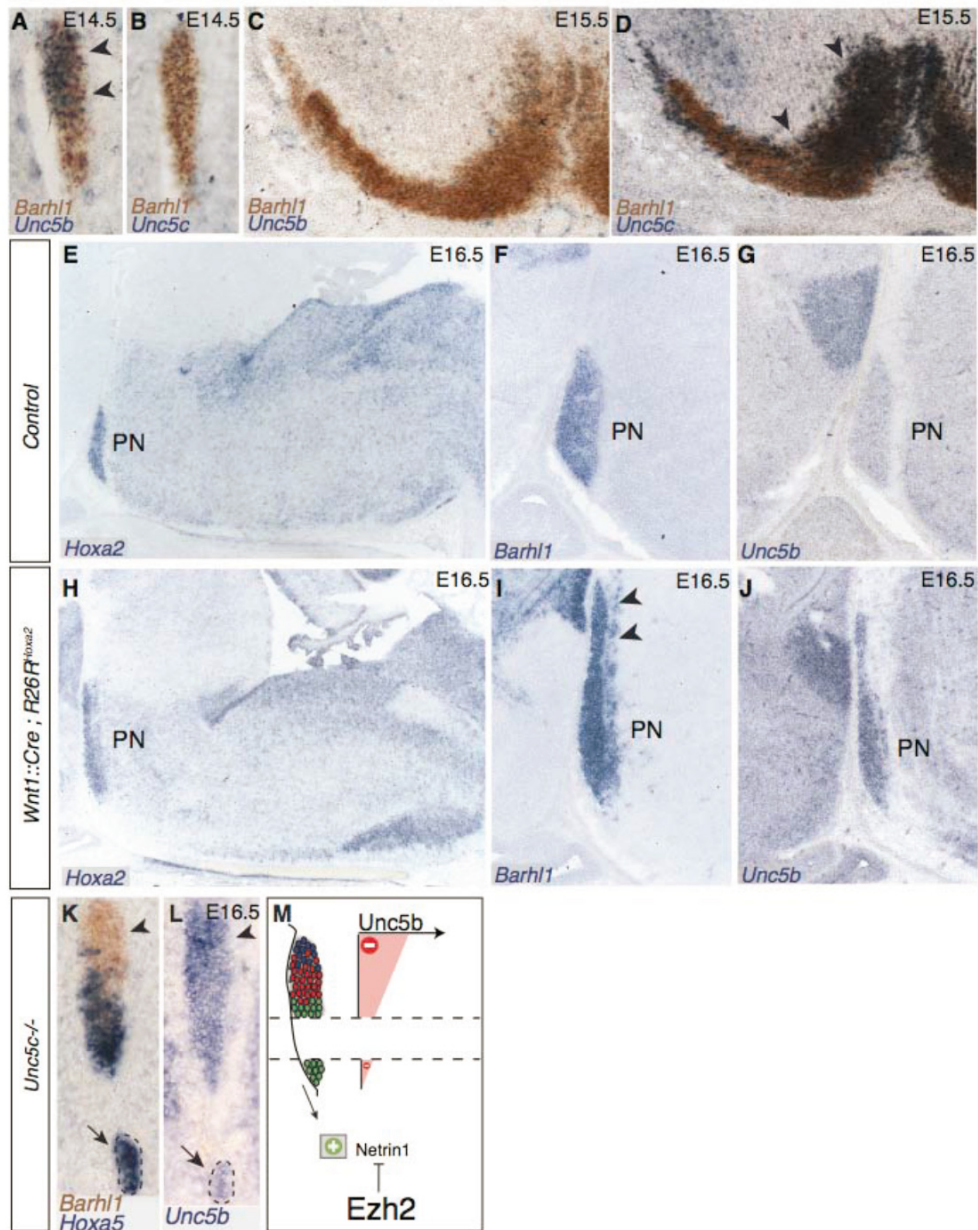 A E14.5
B E14.5
C E15.5
D E15.5
Barhl1
Unc5b
Barhl1
Unc5c
Barhl1
Unc5b
Barhl1
Unc5c
Control
E E16.5
PN
Hoxa2
F E16.5
PN
Barhl1
G E16.5
PN
Unc5b
Wnt1::Cre ; R26R^Hoxa2
H E16.5
PN
Hoxa2
I E16.5
PN
Barhl1
J E16.5
PN
Unc5b
Unc5c-/-
K
Barhl1
Hoxa5
L E16.5
Unc5b
M
Unc5b
Netrin1
Ezh2